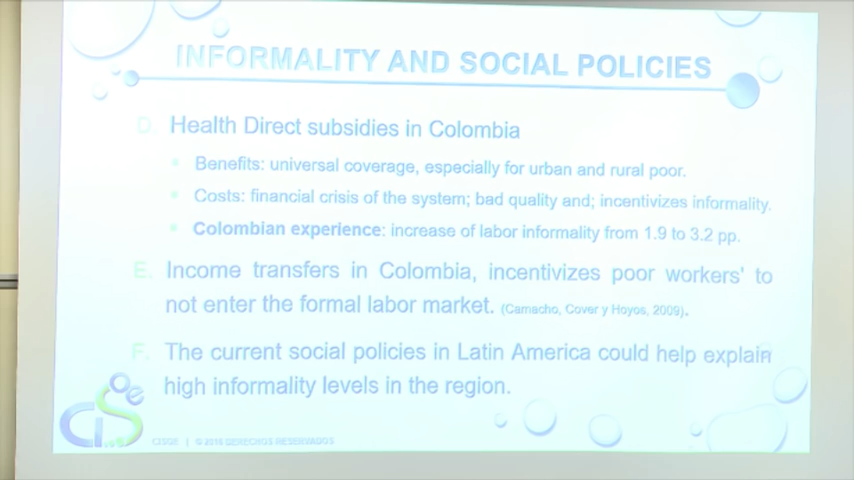 INFORMALITY AND SOCIAL POLICIES
D. Health Direct subsidies in Colombia
Benefits: universal coverage, especially for urban and rural poor.
Costs: financial crisis of the system; bad quality and; incentivizes informality.
Colombian experience: increase of labor informality from 1.9 to 3.2 pp.
E. Income transfers in Colombia, incentivizes poor workers' to
not enter the formal labor market. (Camacho, Cover y Hoyos, 2009).
F. The current social policies in Latin America could help explain
high informality levels in the region.
CiSoe
CISOE | © 2016 DERECHOS RESERVADOS